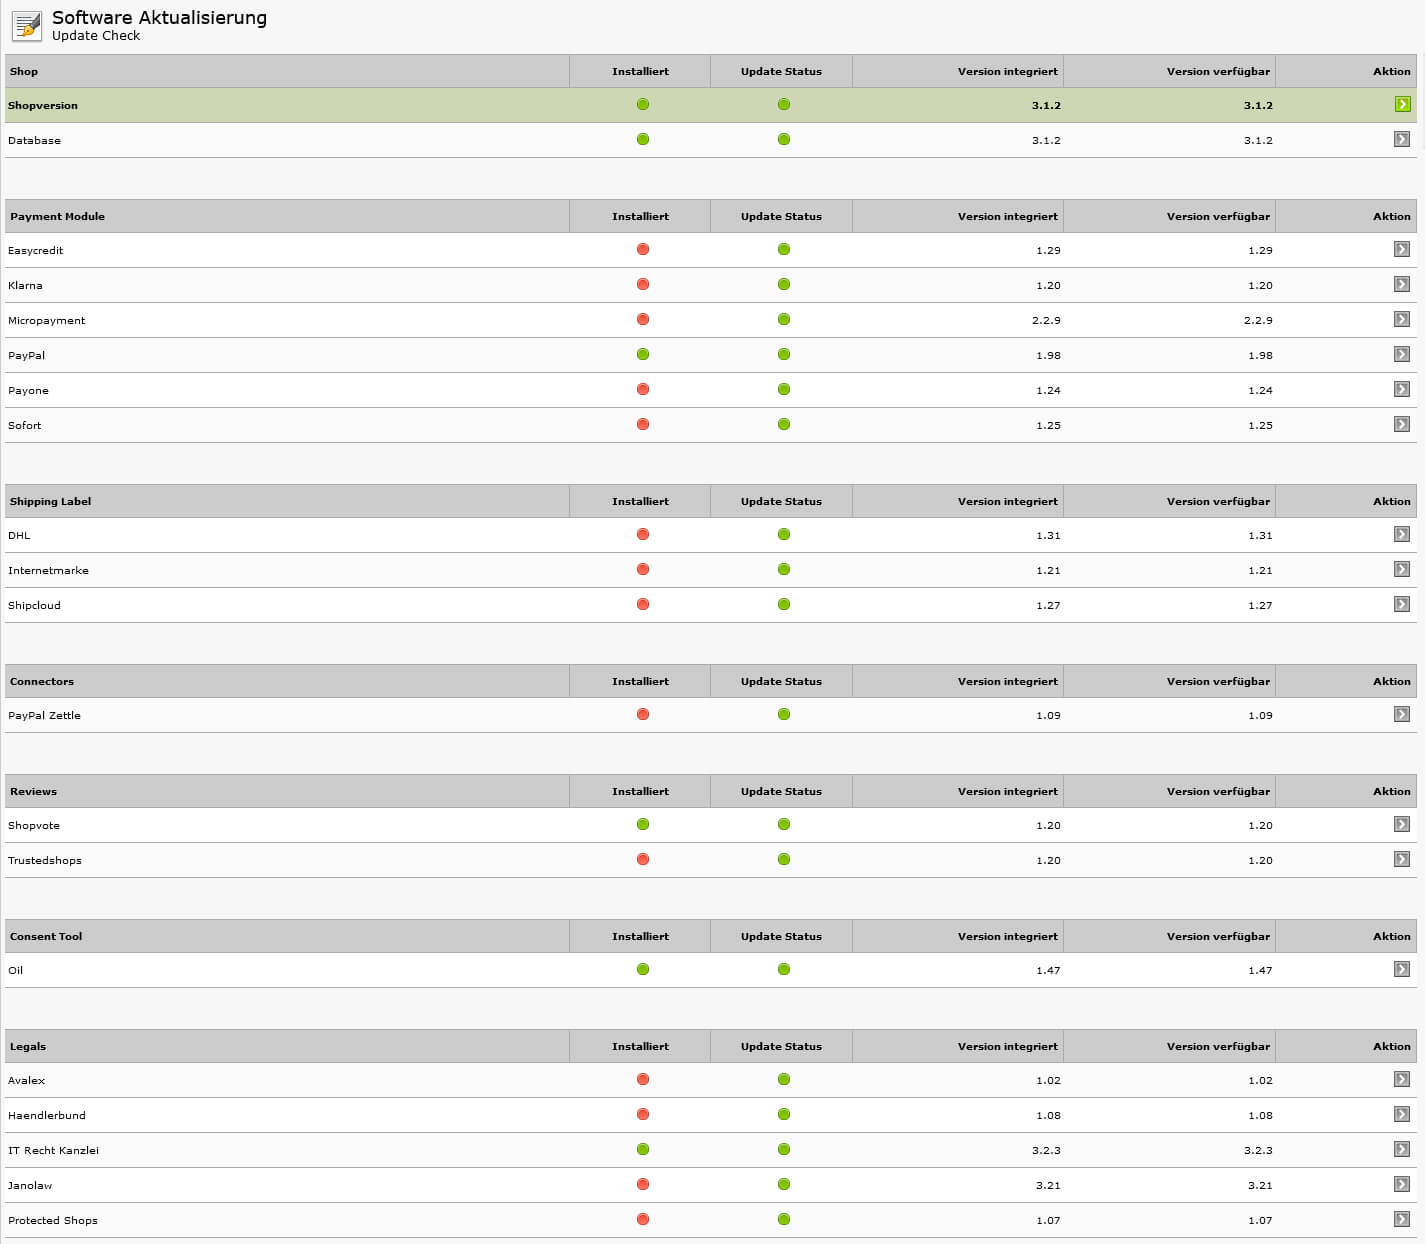 Software Aktualisierung
Update Check
Shop Installiert Update Status Version integriert Version verfügbar Aktion
Shopversion 3.1.2 3.1.2
Database 3.1.2 3.1.2
Payment Module Installiert Update Status Version integriert Version verfügbar Aktion
Easycredit 1.29 1.29
Klarna 1.20 1.20
Micropayment 2.2.9 2.2.9
PayPal 1.98 1.98
Payone 1.24 1.24
Sofort 1.25 1.25
Shipping Label Installiert Update Status Version integriert Version verfügbar Aktion
DHL 1.31 1.31
Internetmarke 1.21 1.21
Shipcloud 1.27 1.27
Connectors Installiert Update Status Version integriert Version verfügbar Aktion
PayPal Zettle 1.09 1.09
Reviews Installiert Update Status Version integriert Version verfügbar Aktion
Shopvote 1.20 1.20
Trustedshops 1.20 1.20
Consent Tool Installiert Update Status Version integriert Version verfügbar Aktion
Oil 1.47 1.47
Legals Installiert Update Status Version integriert Version verfügbar Aktion
Avalex 1.02 1.02
Haendlerbund 1.08 1.08
IT Recht Kanzlei 3.2.3 3.2.3
Janolaw 3.21 3.21
Protected Shops 1.07 1.07